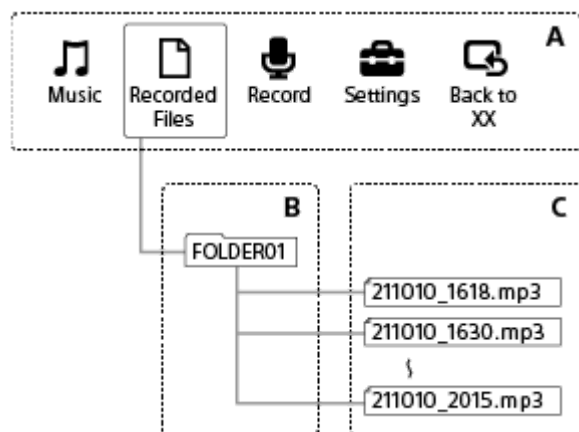 A
Music
Recorded
Files
Record
Settings
Back to
XX
B
C
FOLDER01
211010_1618.mp3
211010_1630.mp3
211010_2015.mp3